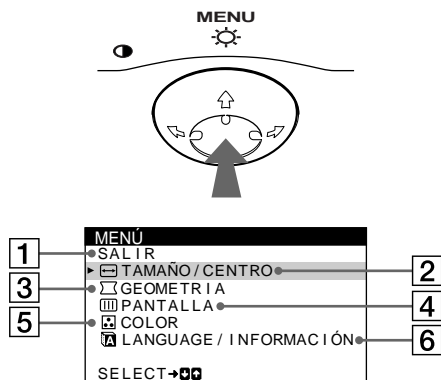 MENU
MENÚ
1 SALIR
TAMAÑO/CENTRO 2
3 GEOMETRIA
PANTALLA 4
5 COLOR
LANGUAGE/INFORMACIÓN 6
SELECT